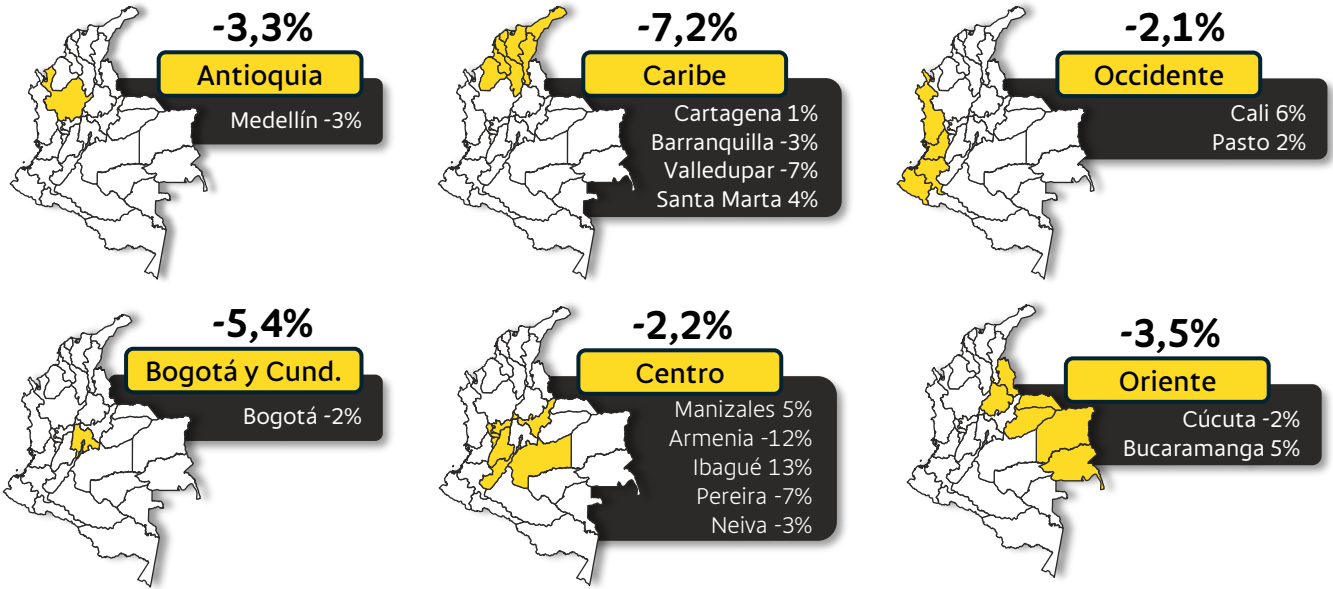 -3,3%
Antioquia
Medellín -3%
-7,2%
Caribe
Cartagena 1%
Barranquilla -3%
Valledupar -7%
Santa Marta 4%
-2,1%
Occidente
Cali 6%
Pasto 2%
-5,4%
Bogotá y Cund.
Bogotá -2%
-2,2%
Centro
Manizales 5%
Armenia -12%
Ibagué 13%
Pereira -7%
Neiva -3%
-3,5%
Oriente
Cúcuta -2%
Bucaramanga 5%